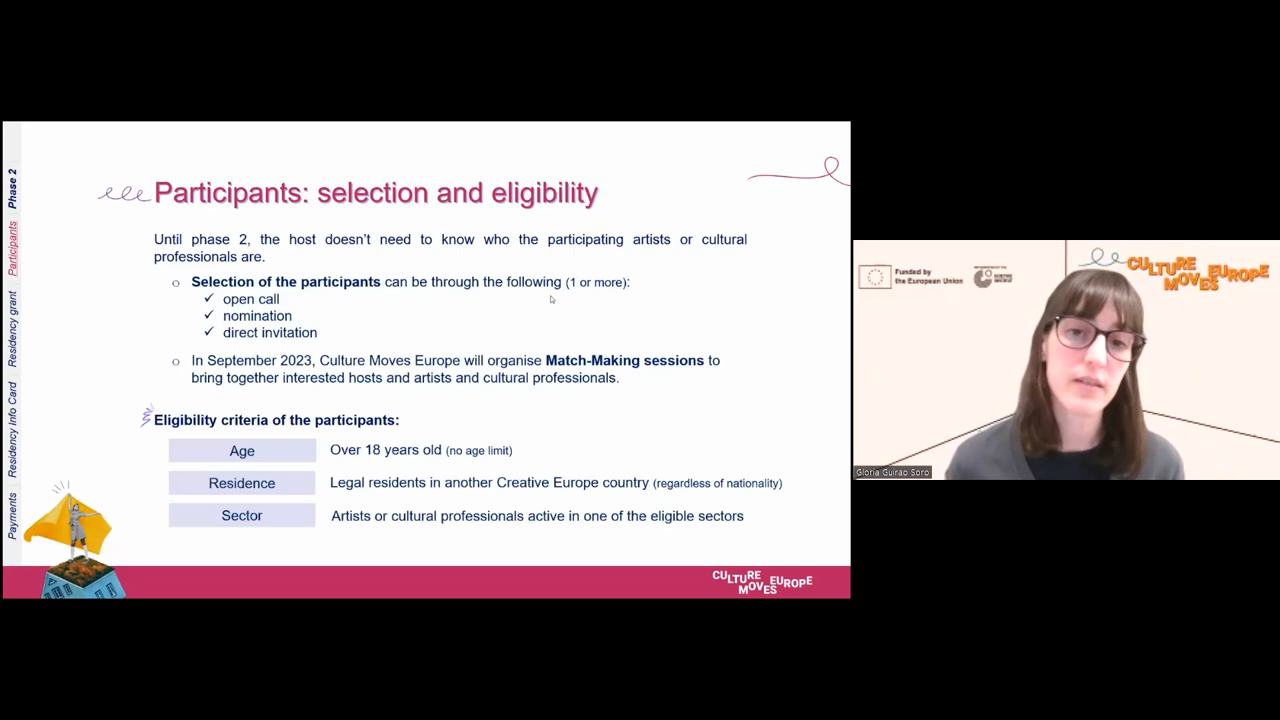 Phase 2
Participants
Residency grant
Residency Info Card
Payments
Participants: selection and eligibility
Until phase 2, the host doesn't need to know who the participating artists or cultural
professionals are.
o Selection of the participants can be through the following (1 or more):
✓ open call
✓ nomination
✓ direct invitation
o In September 2023, Culture Moves Europe will organise Match-Making sessions to
bring together interested hosts and artists and cultural professionals.
Eligibility criteria of the participants:
Age Over 18 years old (no age limit)
Residence Legal residents in another Creative Europe country (regardless of nationality)
Sector Artists or cultural professionals active in one of the eligible sectors
CULTURE
MOVES EUROPE
Funded by
the European Union
CULTURE
MOVES EUROPE
Gloria Guirao Soro